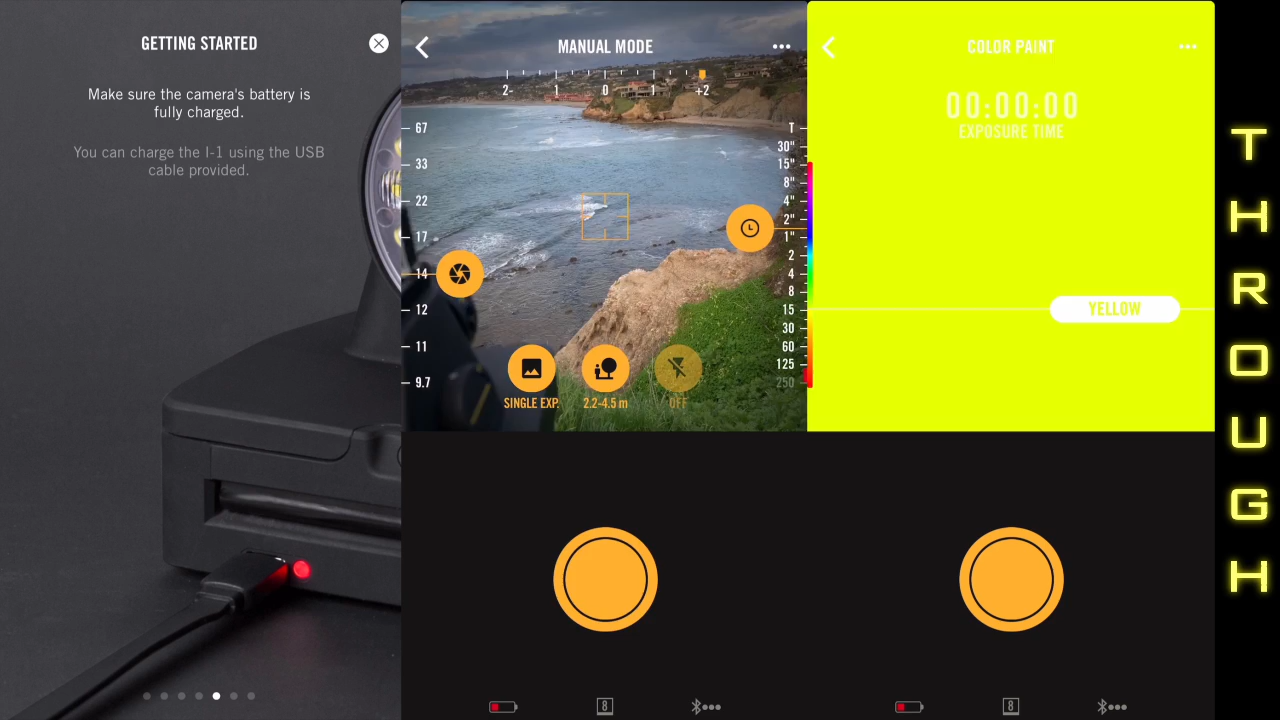 GETTING STARTED
Make sure the camera's battery is
fully charged.
You can charge the I-1 using the USB
cable provided.
MANUAL MODE
2- 1 0 1 +2
67
33
22
17
14
12
11
9.7
T
30"
15"
8"
4"
2"
1"
2
4
8
15
30
60
125
250
SINGLE EXP. 2.2-4.5 m OFF
8
COLOR PAINT
00:00:00
EXPOSURE TIME
YELLOW
8
THROUGH